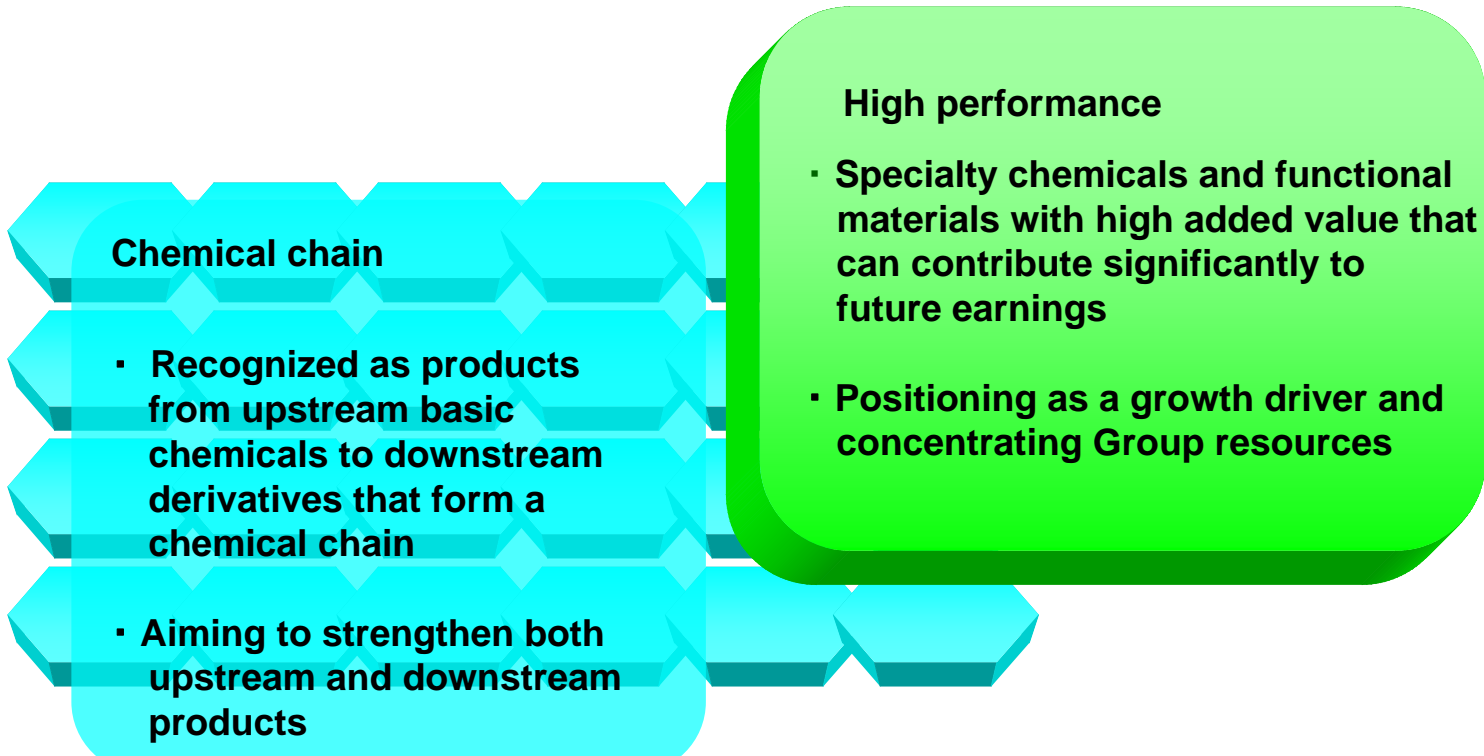 Chemical chain
· Recognized as products
from upstream basic
chemicals to downstream
derivatives that form a
chemical chain
· Aiming to strengthen both
upstream and downstream
products
High performance
· Specialty chemicals and functional
materials with high added value that
can contribute significantly to
future earnings
· Positioning as a growth driver and
concentrating Group resources